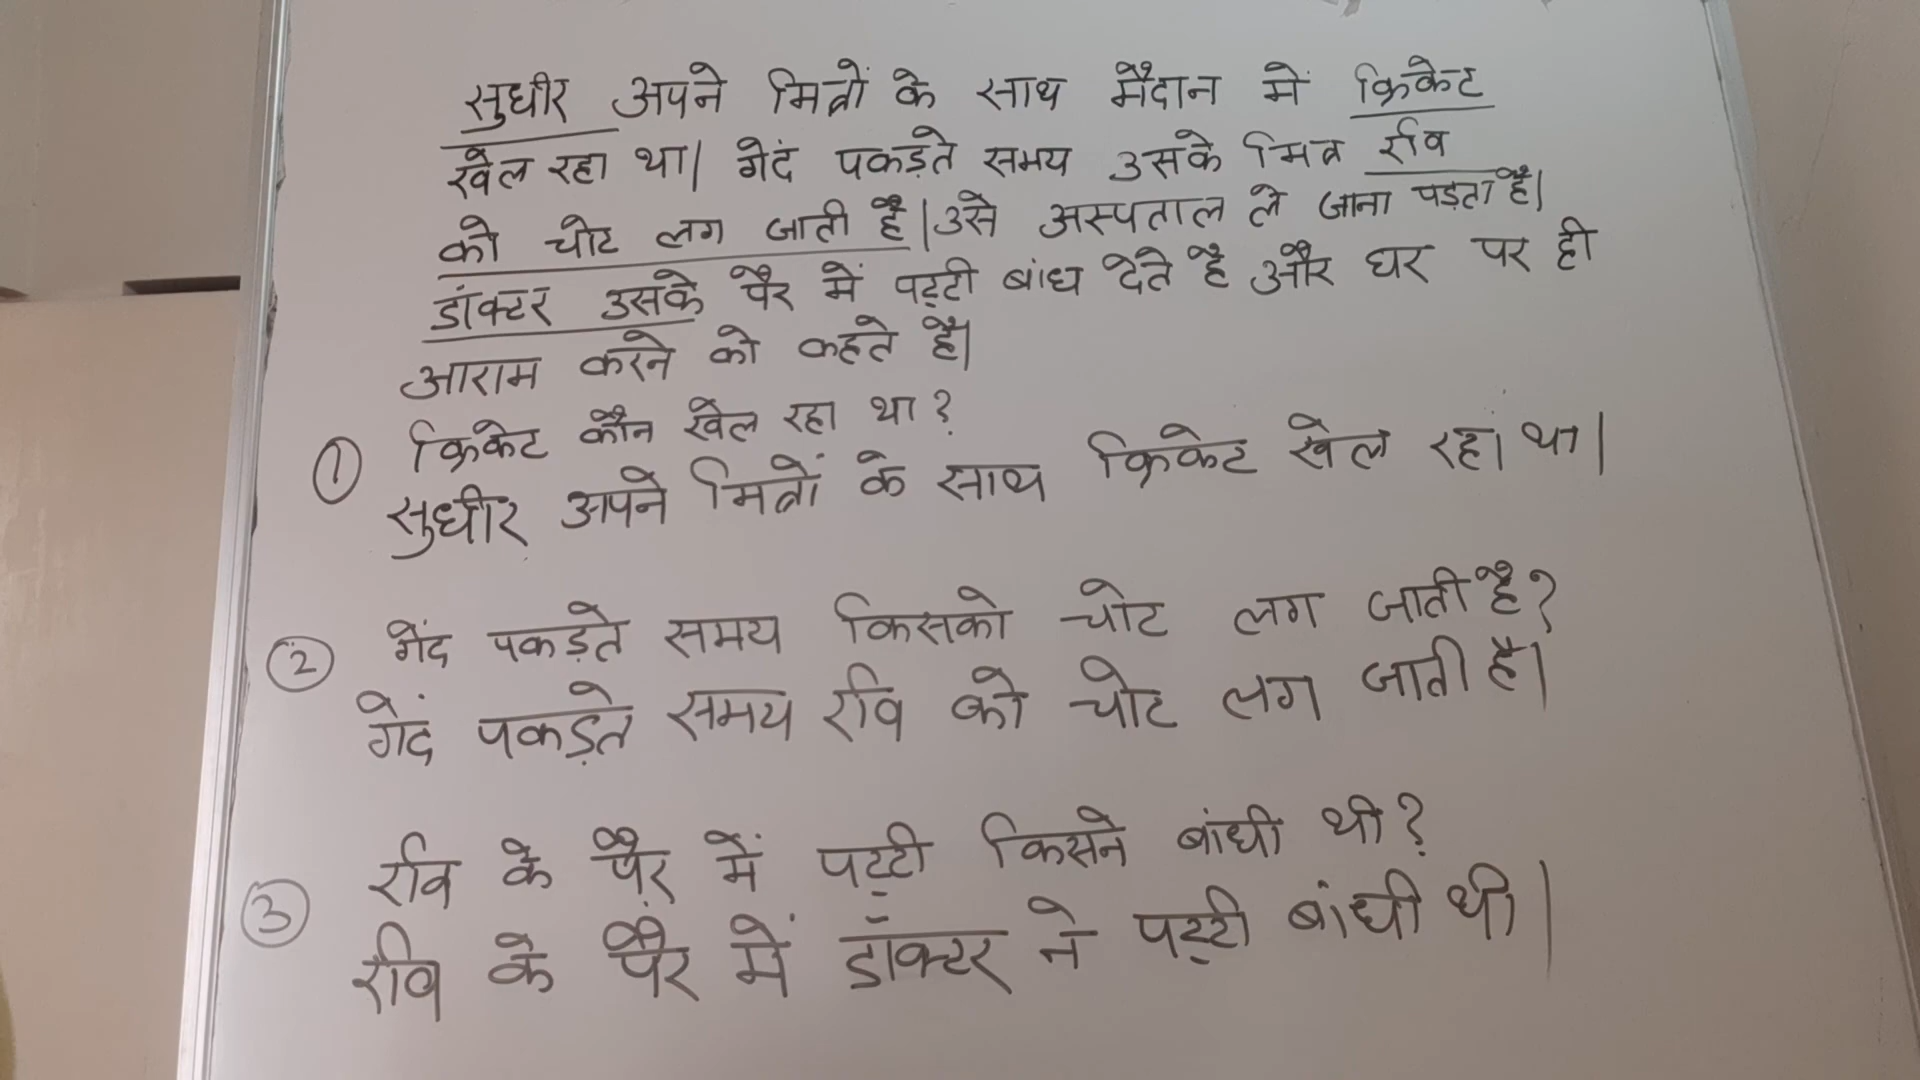 सुधीर अपने मित्रों के साथ मैदान में क्रिकेट
खेल रहा था। गेंद पकड़ते समय उसके मित्र रवि
को चोट लग जाती है। उसे अस्पताल ले जाना पड़ता है।
डॉक्टर उसके पैर में पट्टी बांध देते है और घर पर ही
आराम करने को कहते है।
① क्रिकेट कौन खेल रहा था?
सुधीर अपने मित्रों के साथ क्रिकेट खेल रहा था।
② गेंद पकड़ते समय किसको चोट लग जाती है?
गेंद पकड़ते समय रवि को चोट लग जाती है।
③ रवि के पैर में पट्टी किसने बांधी थी?
रवि के पैर में डॉक्टर ने पट्टी बांधी थी।